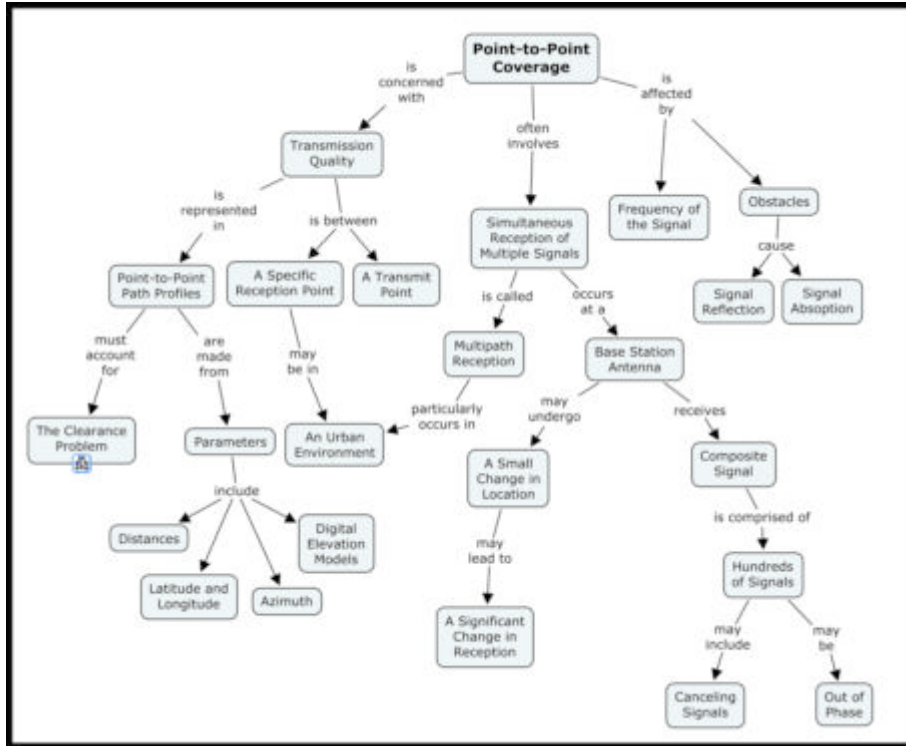 Point-to-Point
Coverage
is
concerned
with
often
involves
is
affected
by
Transmission
Quality
Frequency of
the Signal
Obstacles
is
represented
in
is between
Simultaneous
Reception of
Multiple Signals
cause
Point-to-Point
Path Profiles
A Specific
Reception Point
A Transmit
Point
Signal
Reflection
Signal
Absoption
is called
occurs
at a
must
account
for
are
made
from
may
be in
Multipath
Reception
Base Station
Antenna
particularly
occurs in
may
undergo
receives
The Clearance
Problem
Parameters
An Urban
Environment
A Small
Change in
Location
Composite
Signal
include
is comprised of
Distances
Digital
Elevation
Models
may
lead to
Latitude and
Longitude
Azimuth
Hundreds
of Signals
A Significant
Change in
Reception
may
include
may
be
Canceling
Signals
Out of
Phase